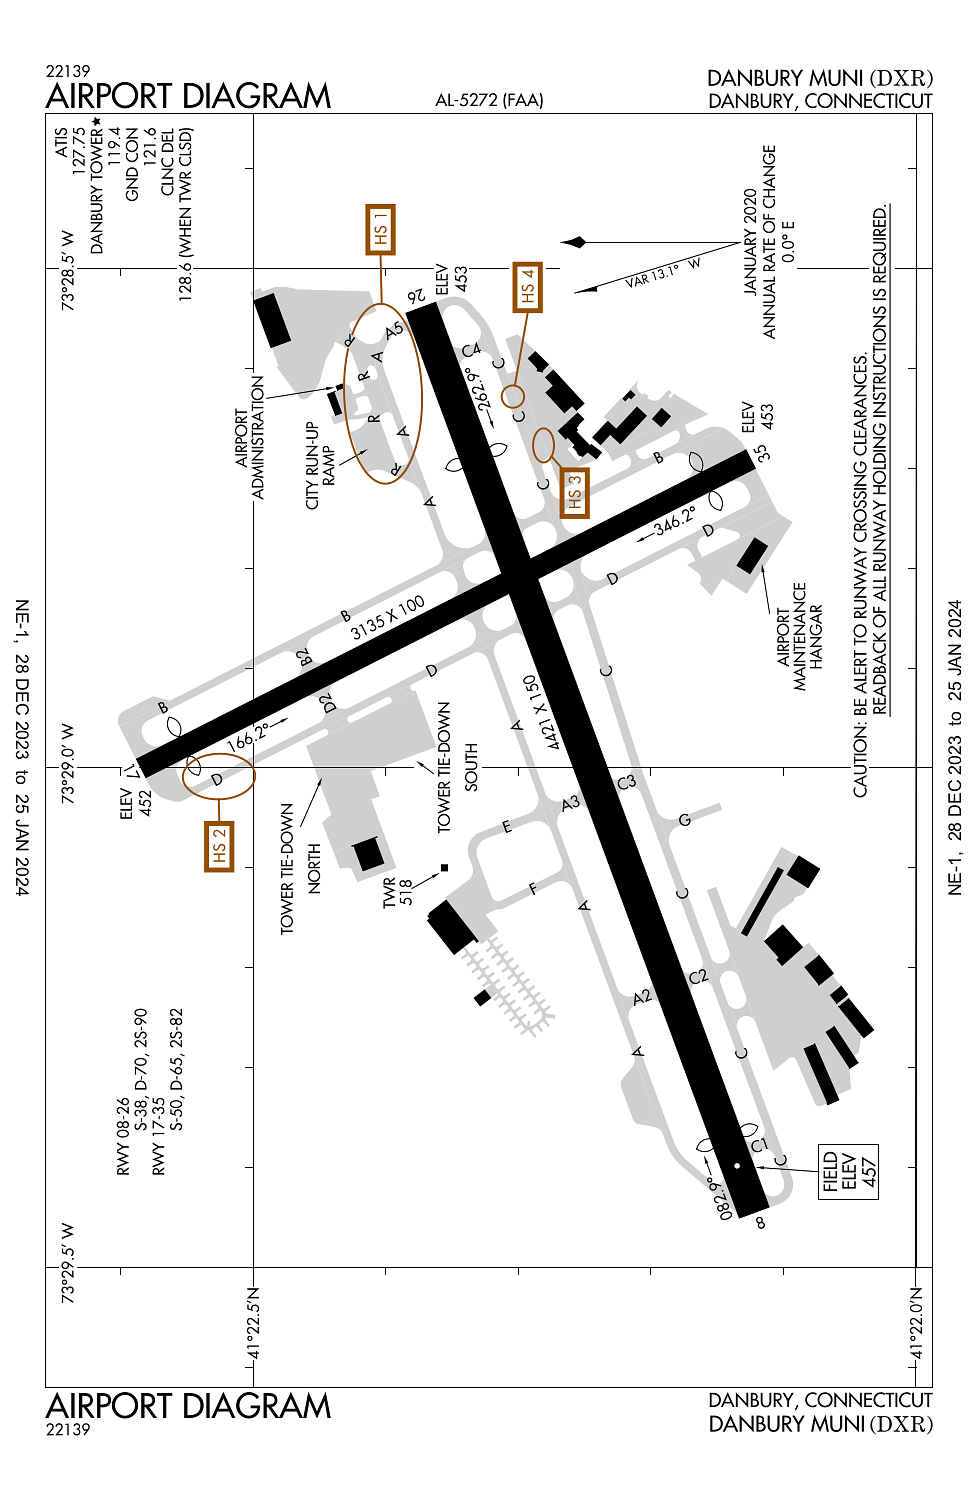 22139
AIRPORT DIAGRAM
AL-5272 (FAA)
DANBURY MUNI (DXR)
DANBURY, CONNECTICUT
ATIS
127.75
DANBURY TOWER★
119.4
GND CON
121.6
CLNC DEL
128.6 (WHEN TWR CLSD)
73°28.5' W
73°29.0' W
73°29.5' W
41°22.5'N
41°22.0'N
HS 1
HS 4
HS 3
HS 2
JANUARY 2020
ANNUAL RATE OF CHANGE
0.0° E
VAR 13.1° W
CAUTION: BE ALERT TO RUNWAY CROSSING CLEARANCES.
READBACK OF ALL RUNWAY HOLDING INSTRUCTIONS IS REQUIRED.
ELEV
453
26
A5
R
A
R
R
A
R
A
AIRPORT
ADMINISTRATION
CITY RUN-UP
RAMP
C4
C
C
C
262.9°
ELEV
453
35
B
D
346.2°
D
AIRPORT
MAINTENANCE
HANGAR
B
B2
3135 X 100
D
D2
B
166.2°
D
17
ELEV
452
TOWER TIE-DOWN
NORTH
TOWER TIE-DOWN
SOUTH
TWR
518
4421 X 150
A
C
A3
C3
E
F
G
A
C
A2
C2
A
C
C1
C
082.9°
8
FIELD
ELEV
457
RWY 08-26
S-38, D-70, 2S-90
RWY 17-35
S-50, D-65, 2S-82
NE-1, 28 DEC 2023 to 25 JAN 2024
NE-1, 28 DEC 2023 to 25 JAN 2024
AIRPORT DIAGRAM
22139
DANBURY, CONNECTICUT
DANBURY MUNI (DXR)